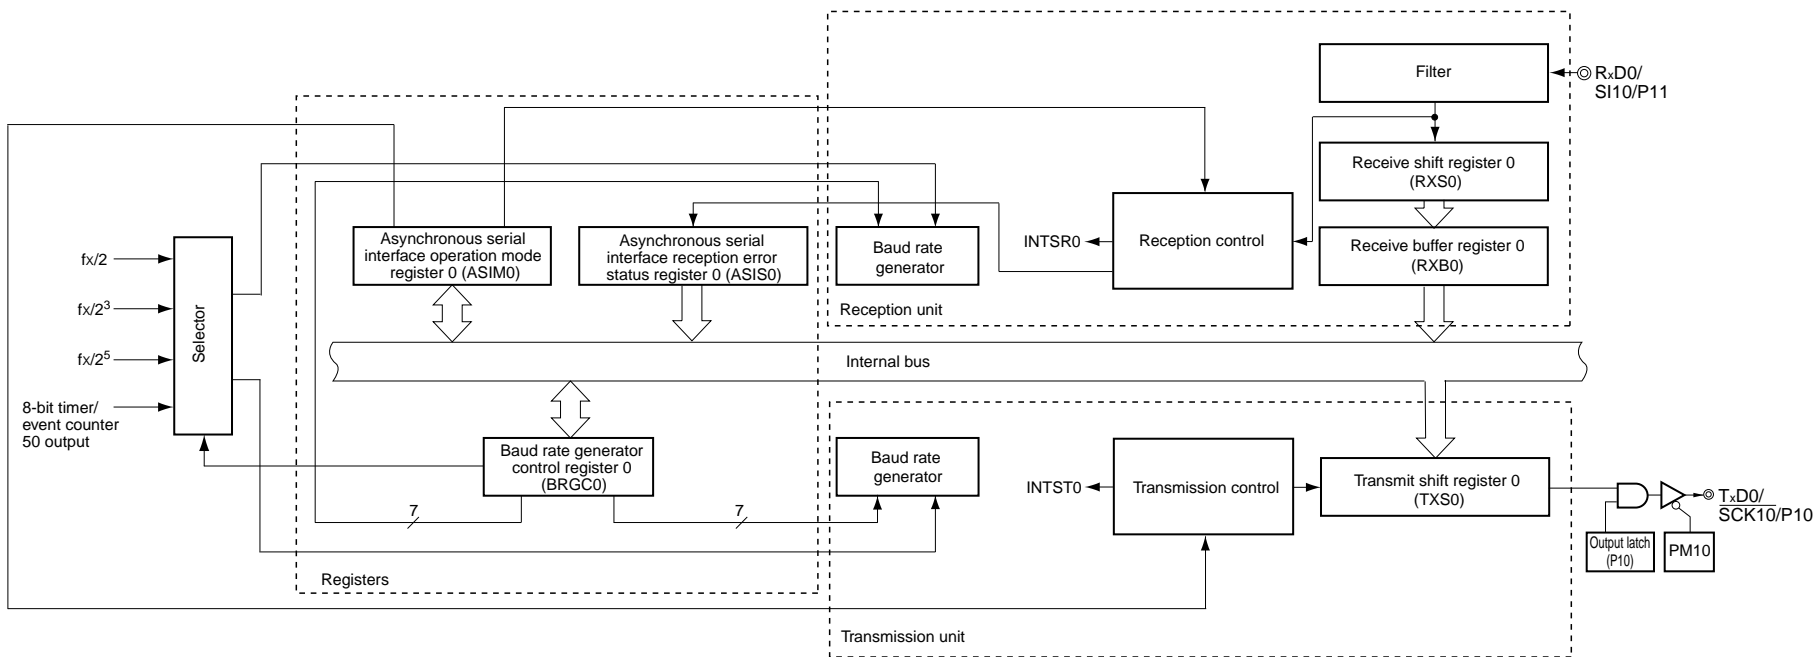 Filter
RxD0/
SI10/P11
Receive shift register 0
(RXS0)
Asynchronous serial
interface operation mode
register 0 (ASIM0)
Asynchronous serial
interface reception error
status register 0 (ASIS0)
Baud rate
generator
INTSR0
Reception control
Receive buffer register 0
(RXB0)
Reception unit
fX/2
fX/2³
fX/2⁵
8-bit timer/
event counter
50 output
Selector
Internal bus
Baud rate generator
control register 0
(BRGC0)
7
7
Registers
Baud rate
generator
INTST0
Transmission control
Transmit shift register 0
(TXS0)
TxD0/
SCK10/P10
Output latch
(P10)
PM10
Transmission unit